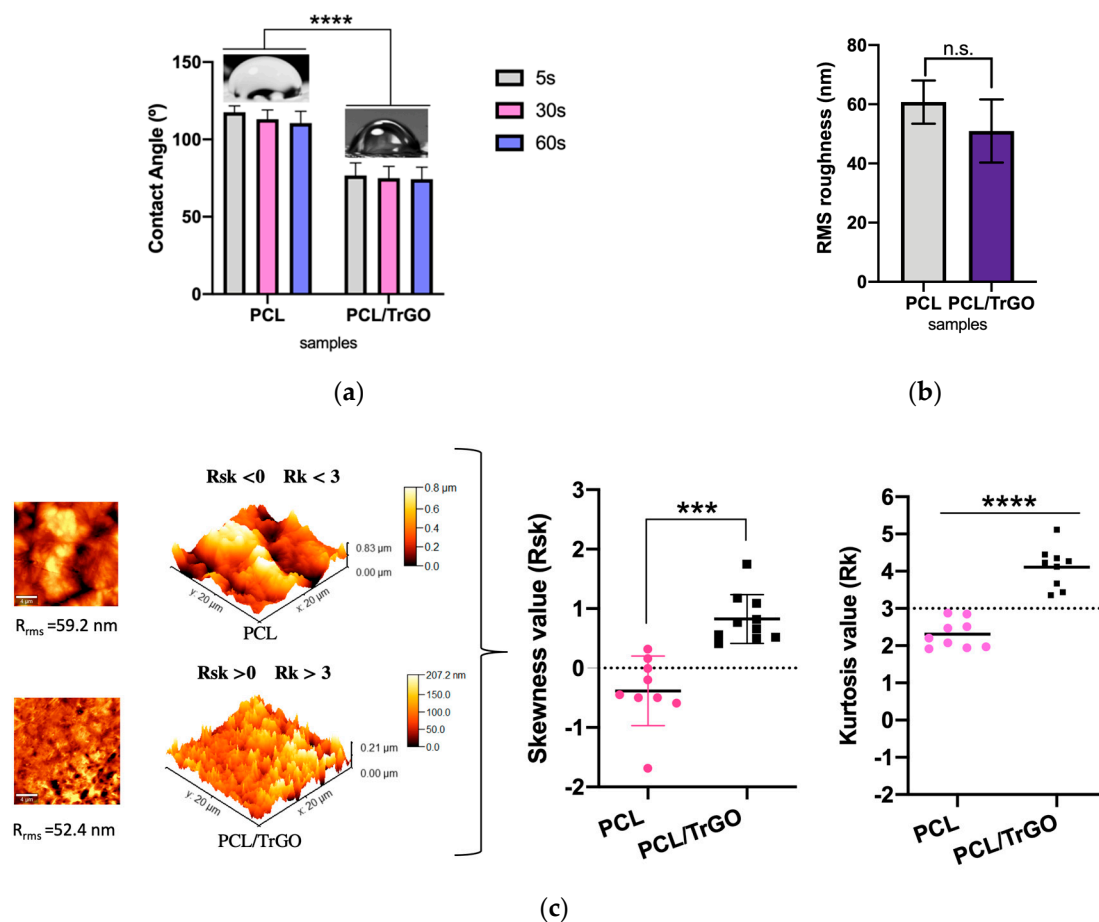 ****
150
100
50
0
Contact Angle (º)
PCL
PCL/TrGO
samples
5s
30s
60s
(a)
n.s.
80
60
40
20
0
RMS roughness (nm)
PCL
PCL/TrGO
samples
(b)
Rsk <0 Rk < 3
4 µm
Rrms =59.2 nm
0.8 µm
0.6
0.4
0.2
0.0
0.83 µm
0.00 µm
y: 20 µm
x: 20 µm
PCL
Rsk >0 Rk > 3
4 µm
Rrms =52.4 nm
207.2 nm
150.0
100.0
50.0
0.0
0.21 µm
0.00 µm
y: 20 µm
x: 20 µm
PCL/TrGO
***
3
2
1
0
-1
-2
Skewness value (Rsk)
PCL
PCL/TrGO
****
6
5
4
3
2
1
0
-1
-2
Kurtosis value (Rk)
PCL
PCL/TrGO
(c)